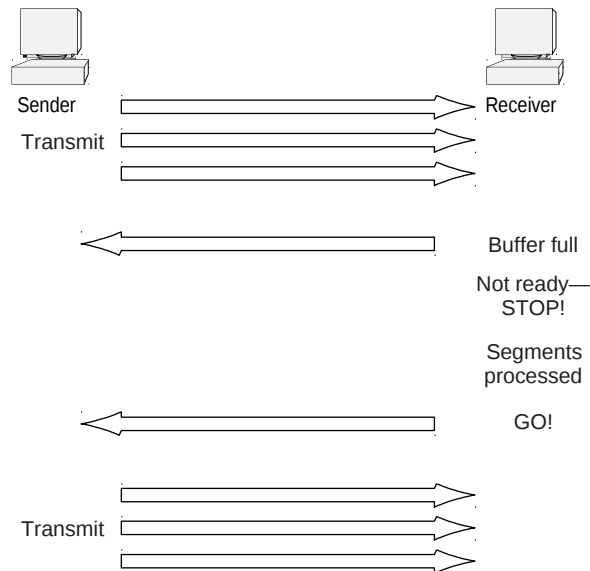 Sender
Receiver
Transmit
Buffer full
Not ready—
STOP!
Segments
processed
GO!
Transmit